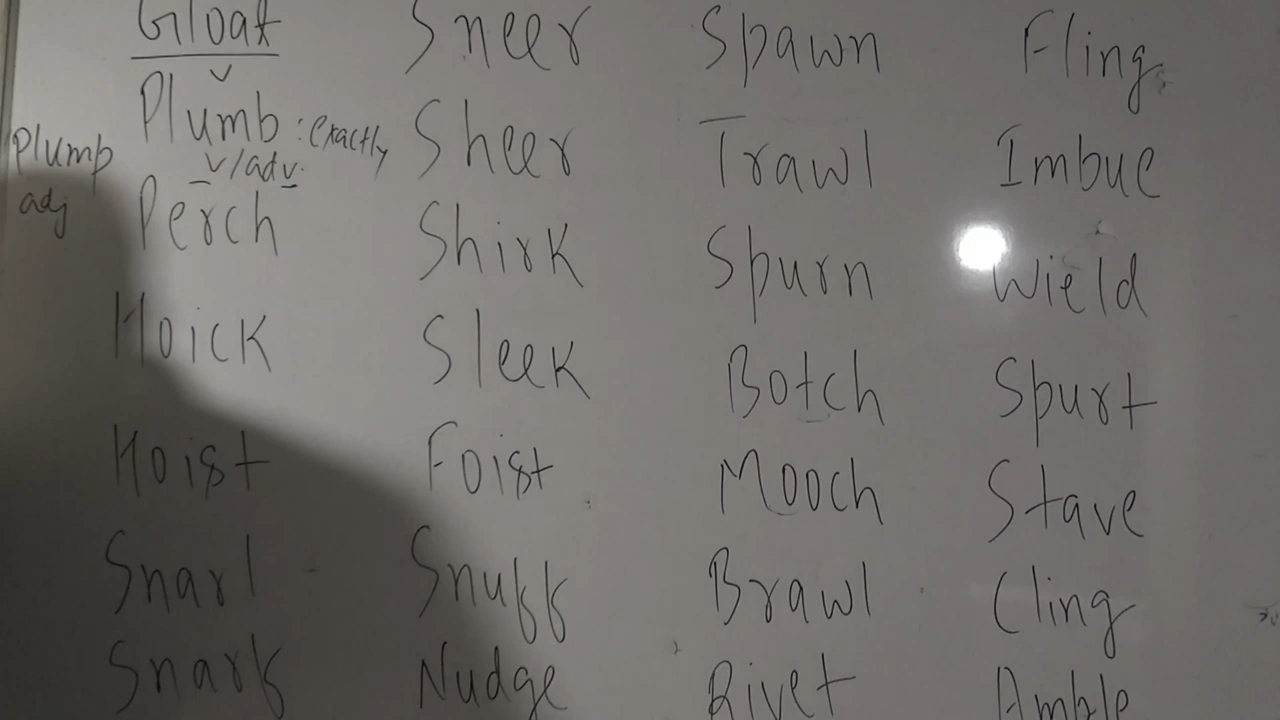 Gloat Sneer Spawn Fling
v
Plumb : exactly Sheer Trawl Imbue
Plump v/adv.
adj
Perch Shirk Spurn Wield
Hoick Sleek Botch Spurt
Hoist Foist Mooch Stave
Snarl Snuff Brawl Cling
Snarf Nudge Rivet Amble